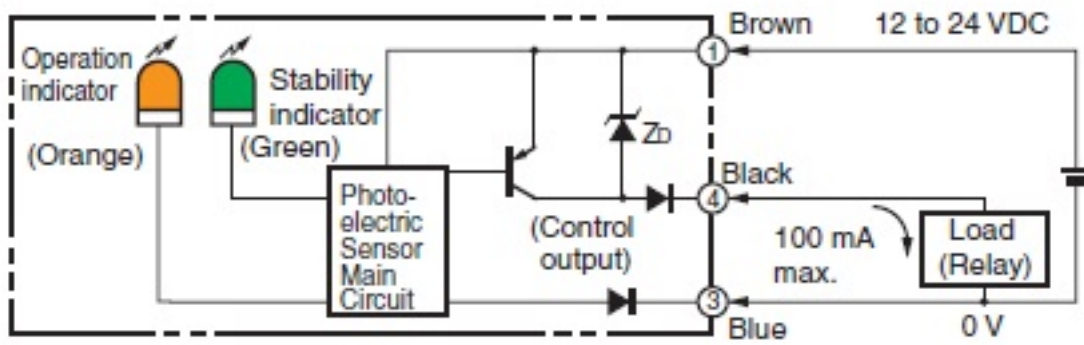 Operation
indicator
(Orange)
Stability
indicator
(Green)
Photo-
electric
Sensor
Main
Circuit
ZD
(Control
output)
Brown
1
12 to 24 VDC
Black
4
100 mA
max.
Load
(Relay)
3
Blue
0 V